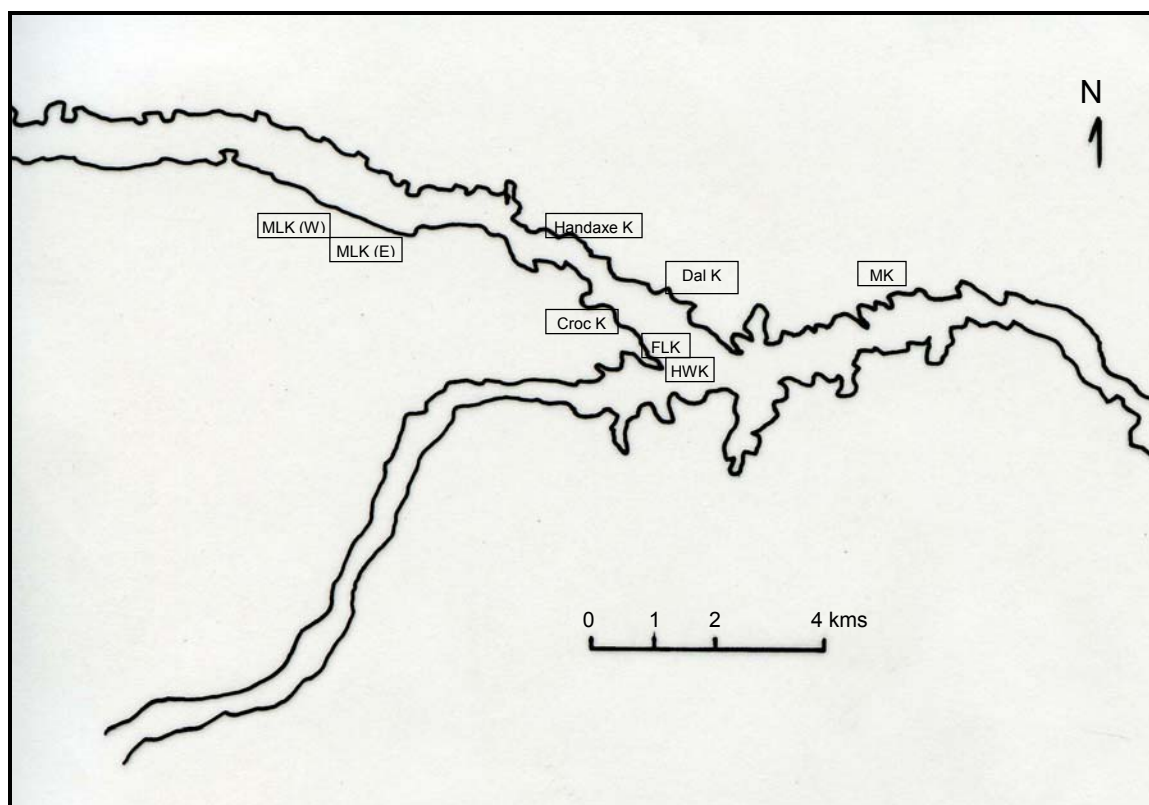 N
MLK (W)
MLK (E)
Handaxe K
Dal K
MK
Croc K
FLK
HWK
0 1 2 4 kms